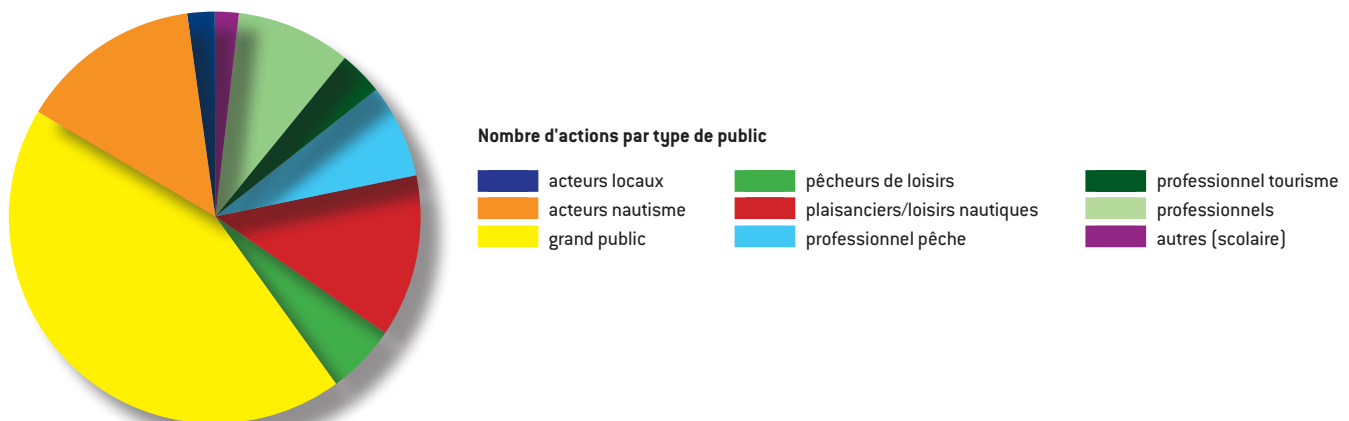 Nombre d'actions par type de public
acteurs locaux
acteurs nautisme
grand public
pêcheurs de loisirs
plaisanciers/loisirs nautiques
professionnel pêche
professionnel tourisme
professionnels
autres (scolaire)